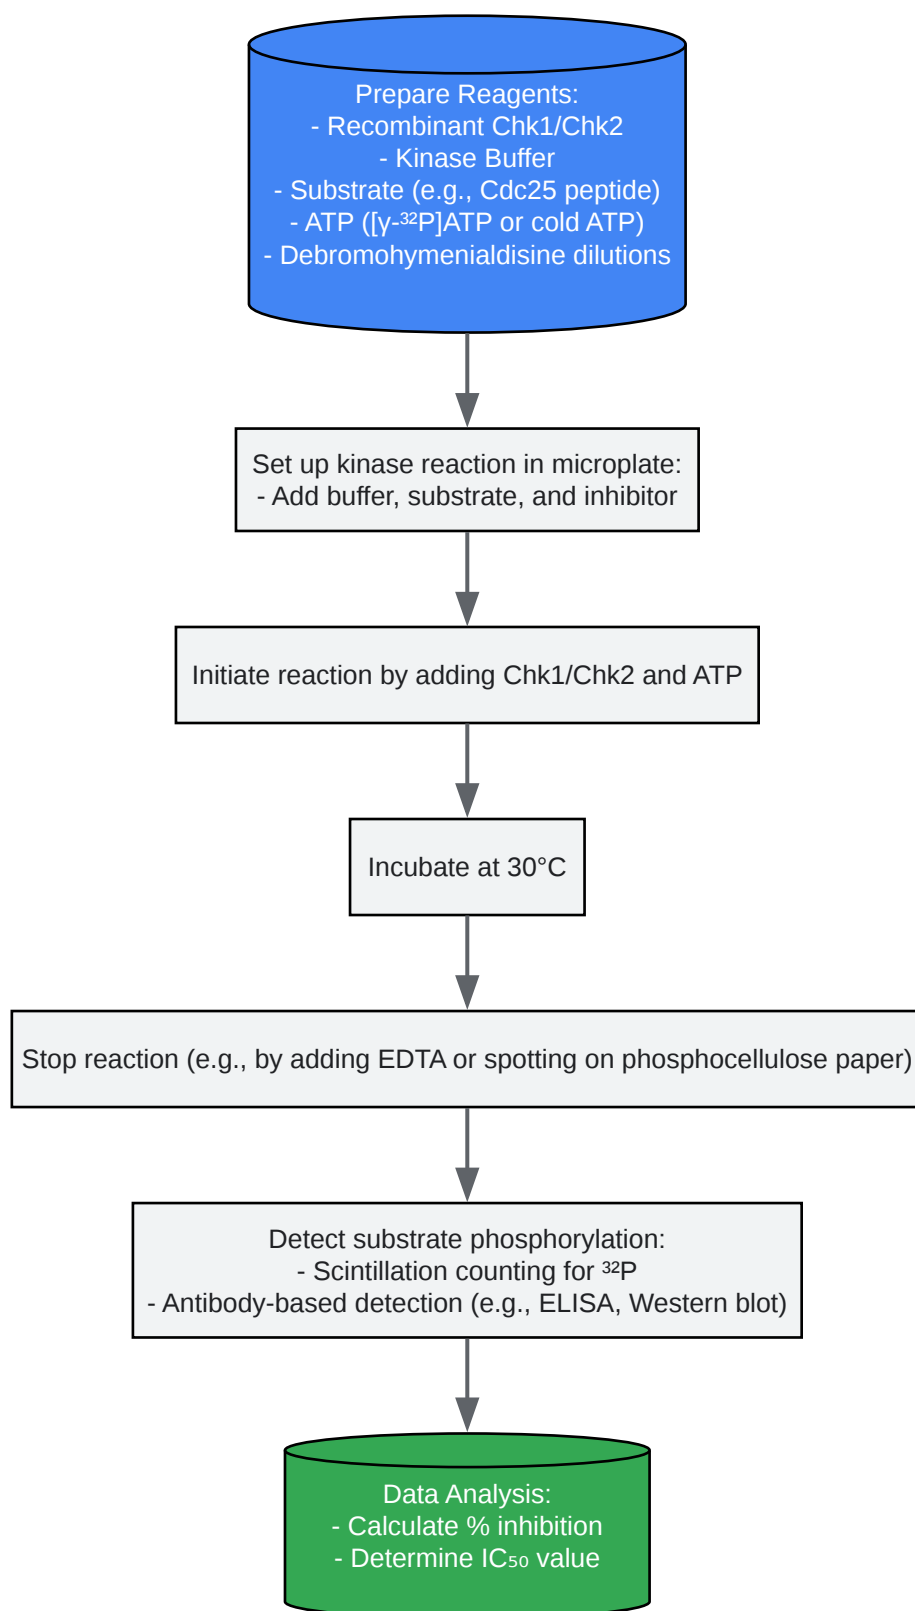 Prepare Reagents:
- Recombinant Chk1/Chk2
- Kinase Buffer
- Substrate (e.g., Cdc25 peptide)
- ATP ([γ-³²P]ATP or cold ATP)
- Debromohymenialdisine dilutions
Set up kinase reaction in microplate:
- Add buffer, substrate, and inhibitor
Initiate reaction by adding Chk1/Chk2 and ATP
Incubate at 30°C
Stop reaction (e.g., by adding EDTA or spotting on phosphocellulose paper)
Detect substrate phosphorylation:
- Scintillation counting for ³²P
- Antibody-based detection (e.g., ELISA, Western blot)
Data Analysis:
- Calculate % inhibition
- Determine IC₅₀ value